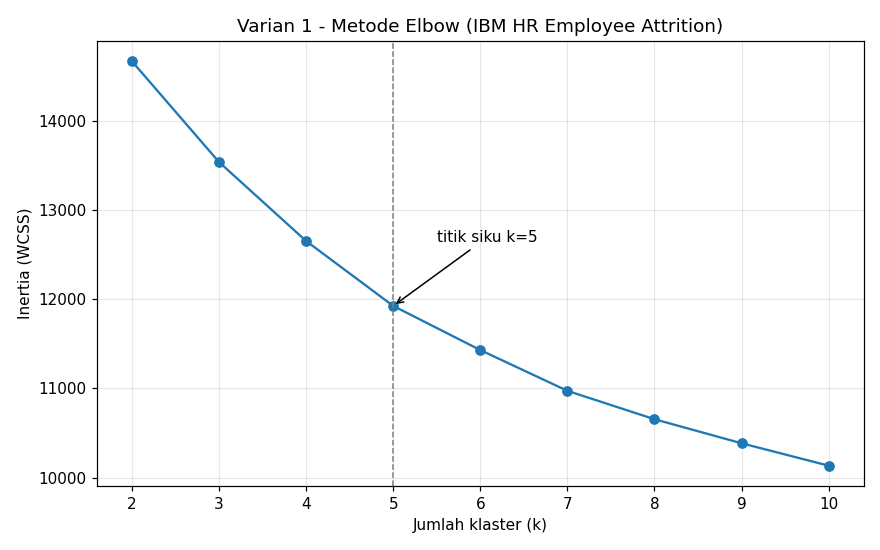 Varian 1 - Metode Elbow (IBM HR Employee Attrition)
14000
13000
12000
11000
10000
Inertia (WCSS)
titik siku k=5
2 3 4 5 6 7 8 9 10
Jumlah klaster (k)